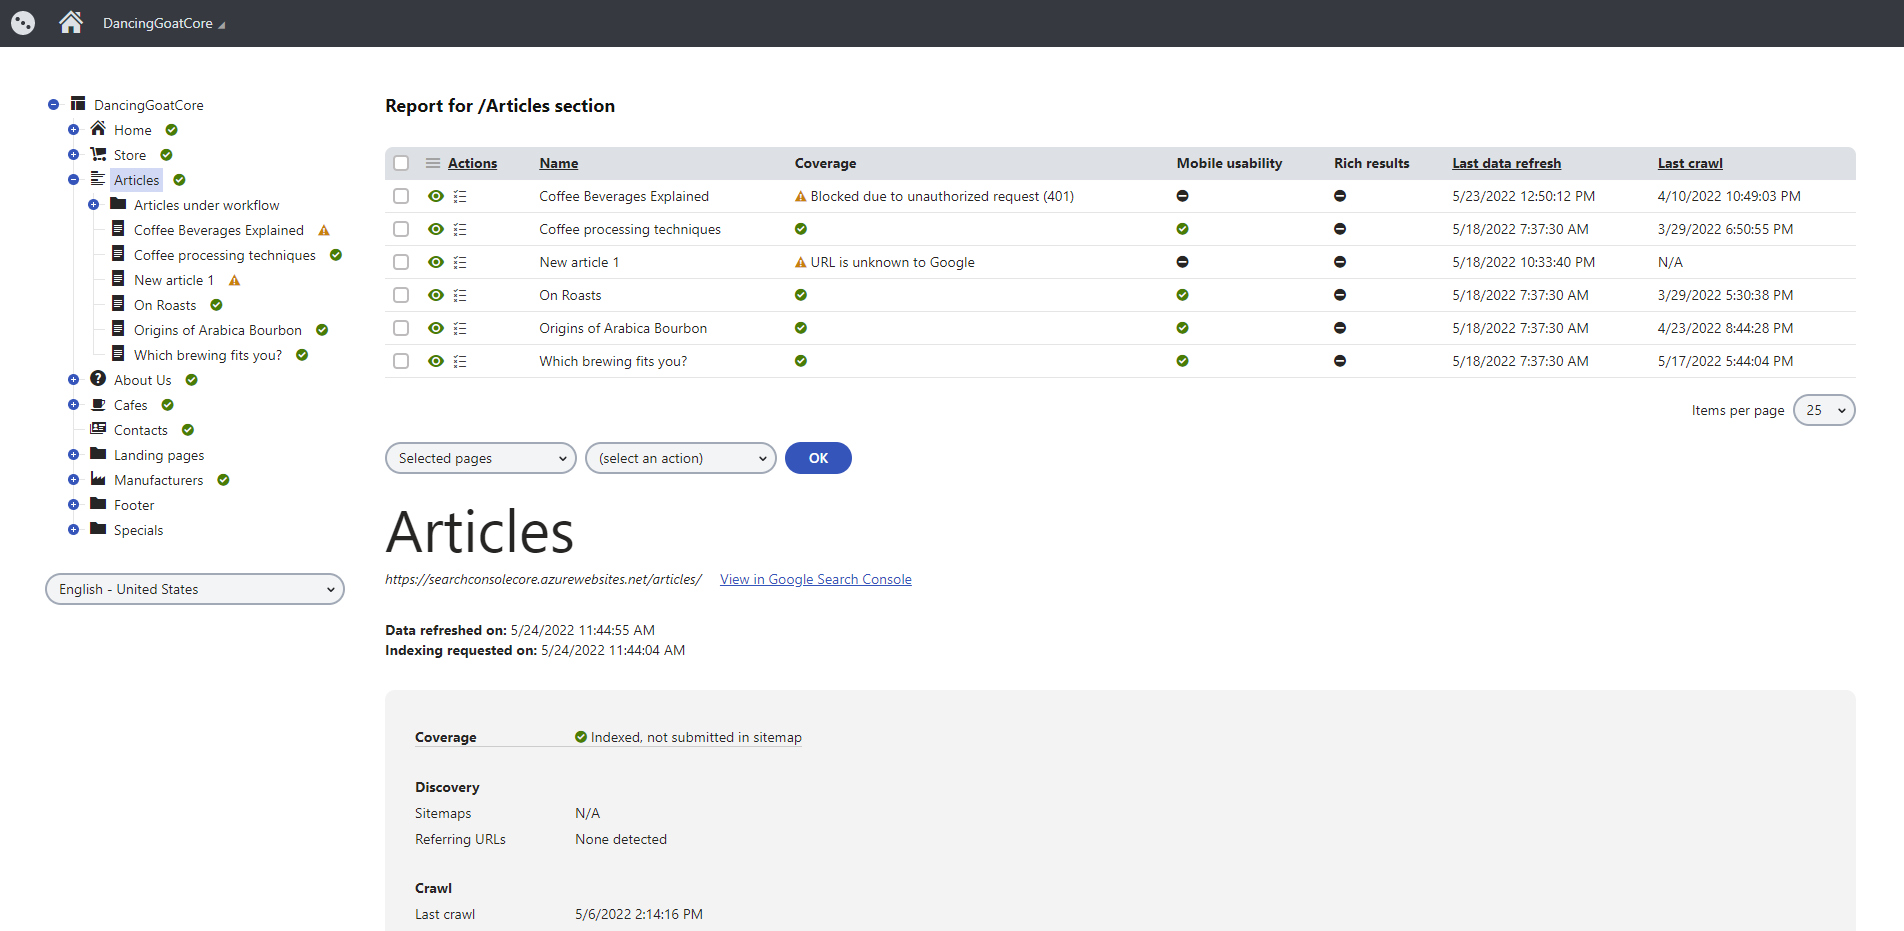 DancingGoatCore
DancingGoatCore
Home
Store
Articles
Articles under workflow
Coffee Beverages Explained
Coffee processing techniques
New article 1
On Roasts
Origins of Arabica Bourbon
Which brewing fits you?
About Us
Cafes
Contacts
Landing pages
Manufacturers
Footer
Specials
English - United States
Report for /Articles section
Actions Name Coverage Mobile usability Rich results Last data refresh Last crawl
Coffee Beverages Explained Blocked due to unauthorized request (401) 5/23/2022 12:50:12 PM 4/10/2022 10:49:03 PM
Coffee processing techniques 5/18/2022 7:37:30 AM 3/29/2022 6:50:55 PM
New article 1 URL is unknown to Google 5/18/2022 10:33:40 PM N/A
On Roasts 5/18/2022 7:37:30 AM 3/29/2022 5:30:38 PM
Origins of Arabica Bourbon 5/18/2022 7:37:30 AM 4/23/2022 8:44:28 PM
Which brewing fits you? 5/18/2022 7:37:30 AM 5/17/2022 5:44:04 PM
Items per page 25
Selected pages (select an action) OK
Articles
https://searchconsolecore.azurewebsites.net/articles/ View in Google Search Console
Data refreshed on: 5/24/2022 11:44:55 AM
Indexing requested on: 5/24/2022 11:44:04 AM
Coverage Indexed, not submitted in sitemap
Discovery
Sitemaps N/A
Referring URLs None detected
Crawl
Last crawl 5/6/2022 2:14:16 PM